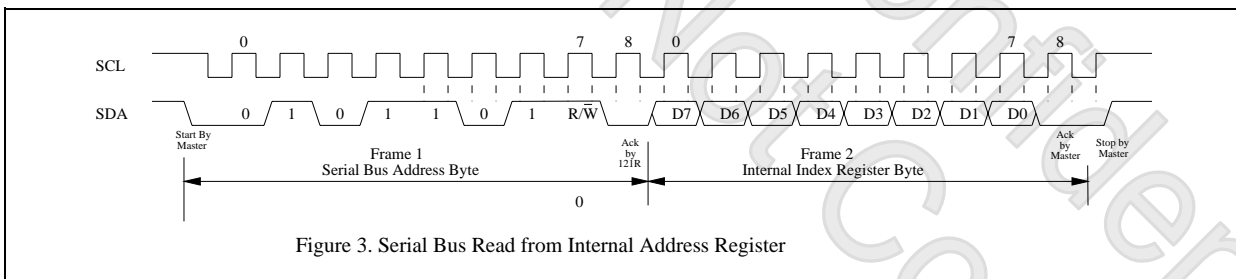 0 7 8 0 7 8
SCL
SDA 0 1 0 1 1 0 1 R/W̅ D7 D6 D5 D4 D3 D2 D1 D0
Start By
Master
Ack
by
121R
Ack
by
Master
Stop by
Master
Frame 1
Serial Bus Address Byte
Frame 2
Internal Index Register Byte
0
Figure 3. Serial Bus Read from Internal Address Register
Not
Confiden
Co